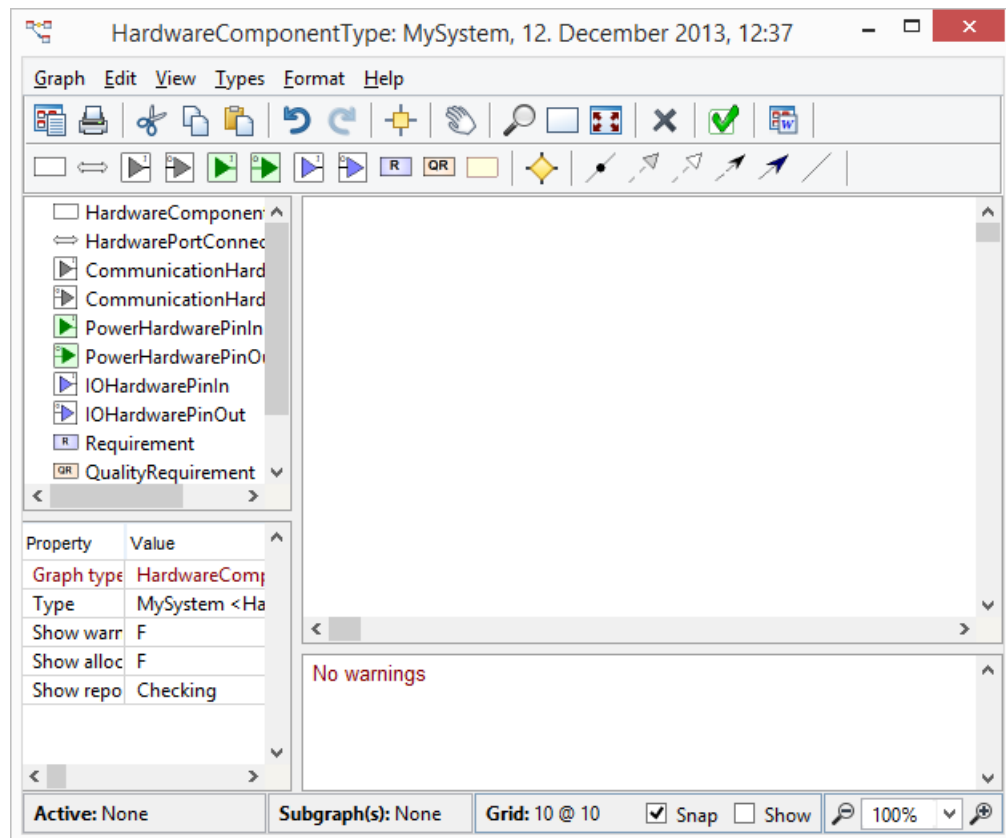 HardwareComponentType: MySystem, 12. December 2013, 12:37
Graph Edit View Types Format Help
W
R QR
HardwareComponen
HardwarePortConnec
CommunicationHard
CommunicationHard
PowerHardwarePinIn
PowerHardwarePinO
IOHardwarePinIn
IOHardwarePinOut
R Requirement
QR QualityRequirement
Property Value
Graph type HardwareComp
Type MySystem <Ha
Show warr F
Show alloc F
Show repo Checking
No warnings
Active: None Subgraph(s): None Grid: 10 @ 10 Snap Show 100%